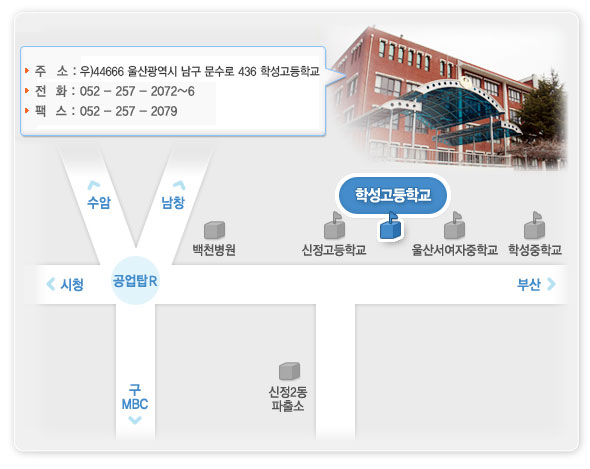 주 소 : 우)44666 울산광역시 남구 문수로 436 학성고등학교
전 화 : 052 - 257 - 2072~6
팩 스 : 052 - 257 - 2079
수암
남창
학성고등학교
백천병원
신정고등학교
울산서여자중학교
학성중학교
시청
공업탑R
부산
구
MBC
신정2동
파출소